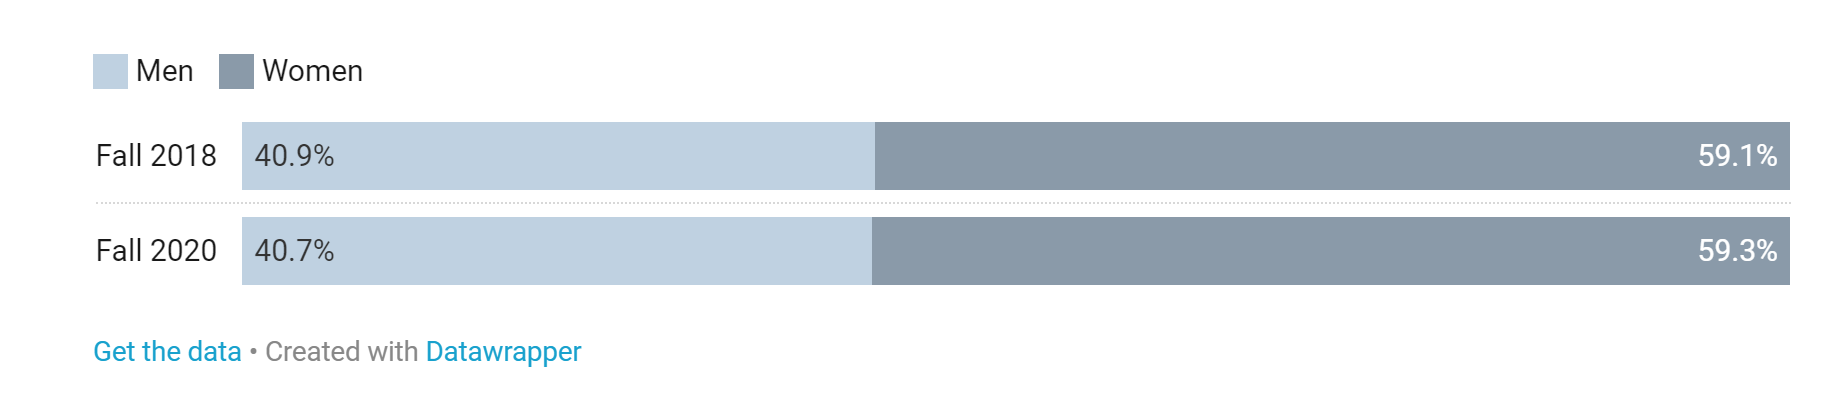 Men Women
Fall 2018 40.9% 59.1%
Fall 2020 40.7% 59.3%
Get the data • Created with Datawrapper